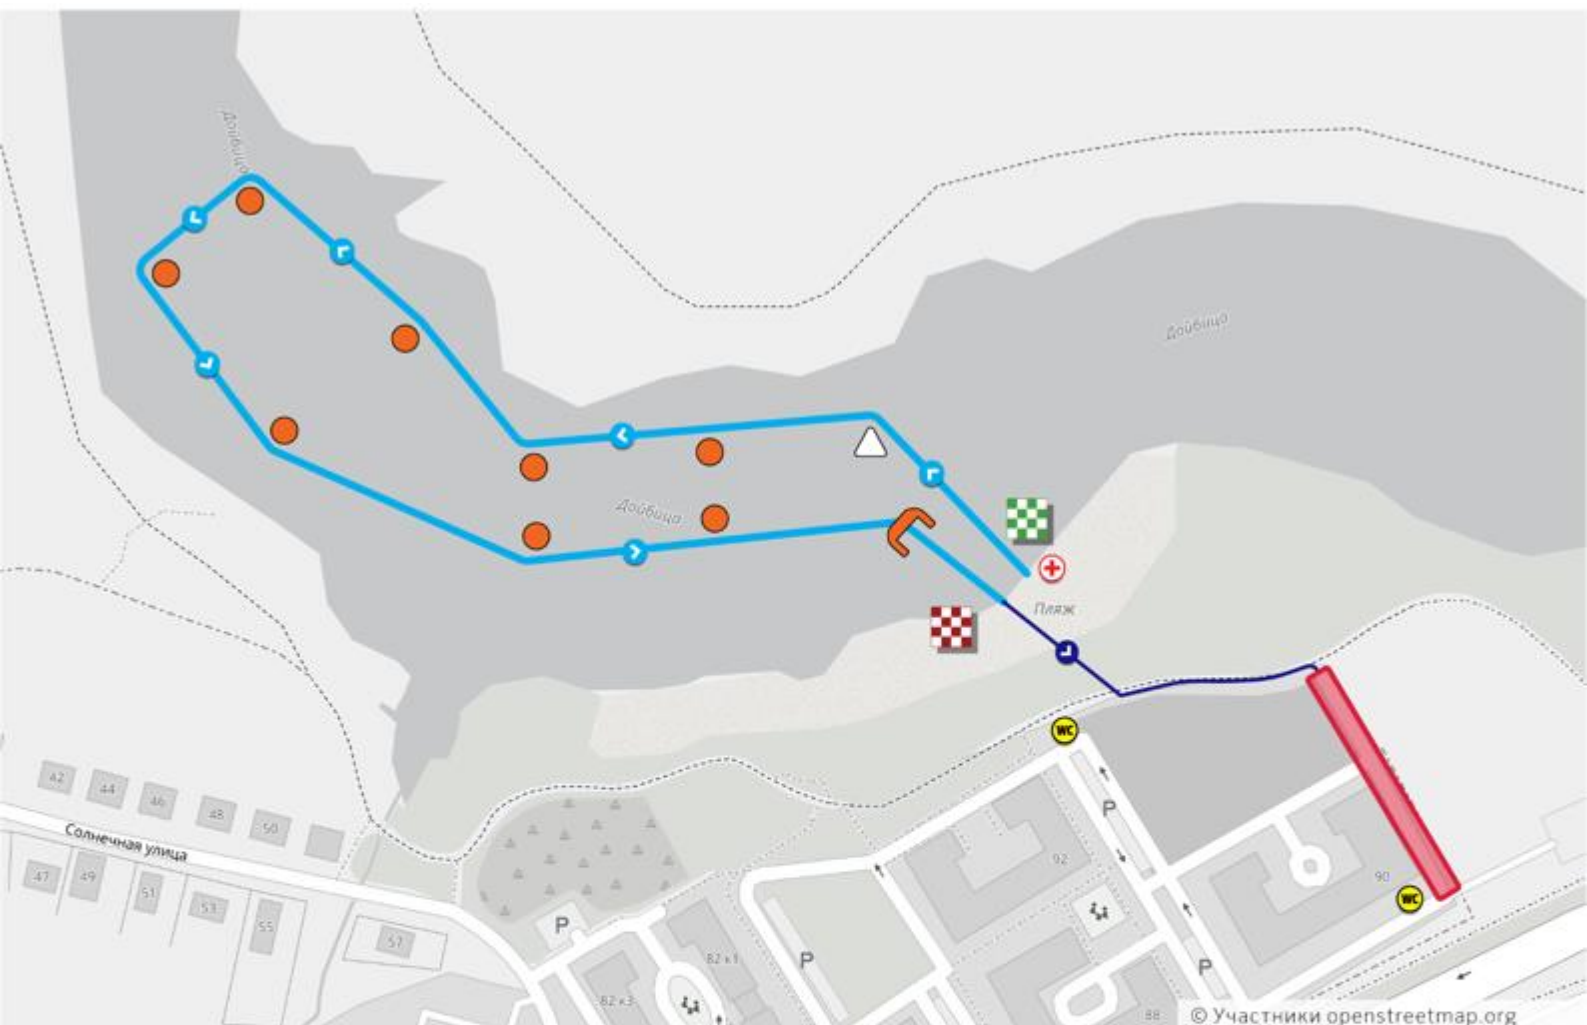 Дойбица
Дойбица
Дойбица
Пляж
WC
42
44
46
48
50
Солнечная улица
47
49
51
53
55
57
P
P
P
P
92
90
WC
82 к1
82 к3
88
© Участники openstreetmap.org